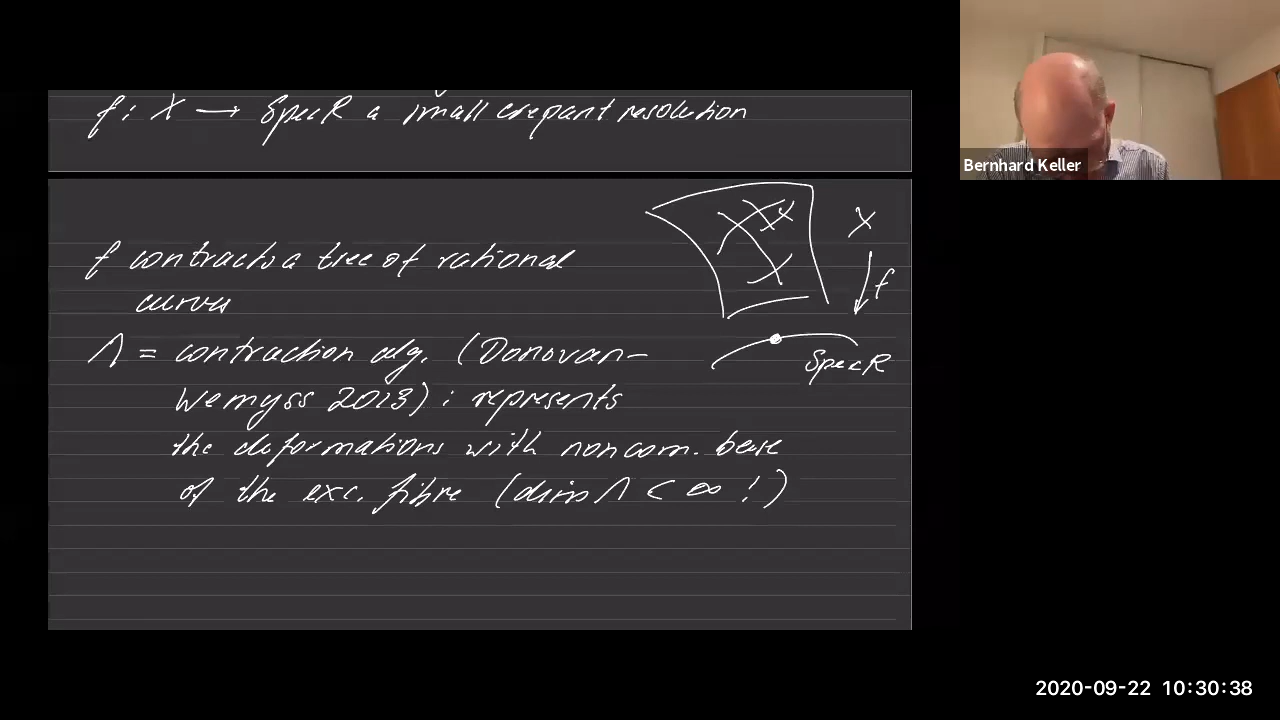 f: X → Spec R a small crepant resolution
f contracts a tree of rational
curves
X
f
Spec R
Λ = contraction alg. (Donovan–
Wemyss 2013) : represents
the deformations with noncom. base
of the exc. fibre (dim Λ < ∞ !)
Bernhard Keller
2020-09-22 10:30:38